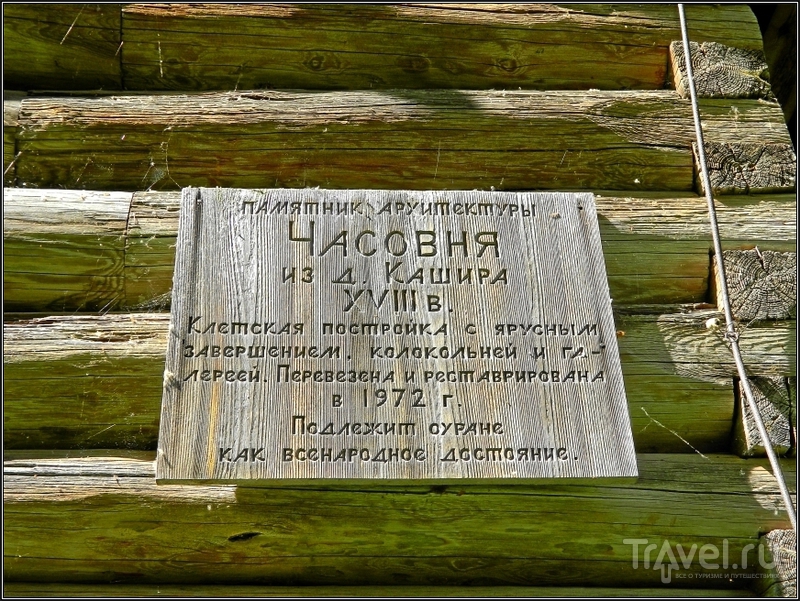 ПАМЯТНИК АРХИТЕКТУРЫ
ЧАСОВНЯ
ИЗ Д. КАШИРА
XVIII В.
КЛЕТСКАЯ ПОСТРОЙКА С ЯРУСНЫМ
ЗАВЕРШЕНИЕМ, КОЛОКОЛЬНЕЙ И ГА-
ЛЕРЕЕЙ. ПЕРЕВЕЗЕНА И РЕСТАВРИРОВАНА
В 1972 Г.
ПОДЛЕЖИТ ОХРАНЕ
КАК ВСЕНАРОДНОЕ ДОСТОЯНИЕ.
TRAVEL.RU
ВСЕ О ТУРИЗМЕ И ПУТЕШЕСТВИЯХ